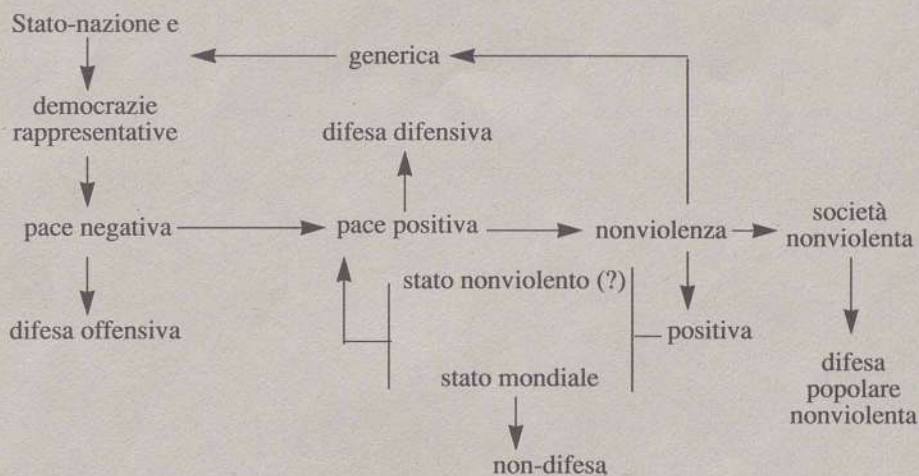 Stato-nazione e
generica
democrazie
rappresentative
difesa difensiva
pace negativa
pace positiva
nonviolenza
società
nonviolenta
stato nonviolento (?)
difesa offensiva
positiva
stato mondiale
difesa
popolare
nonviolenta
non-difesa